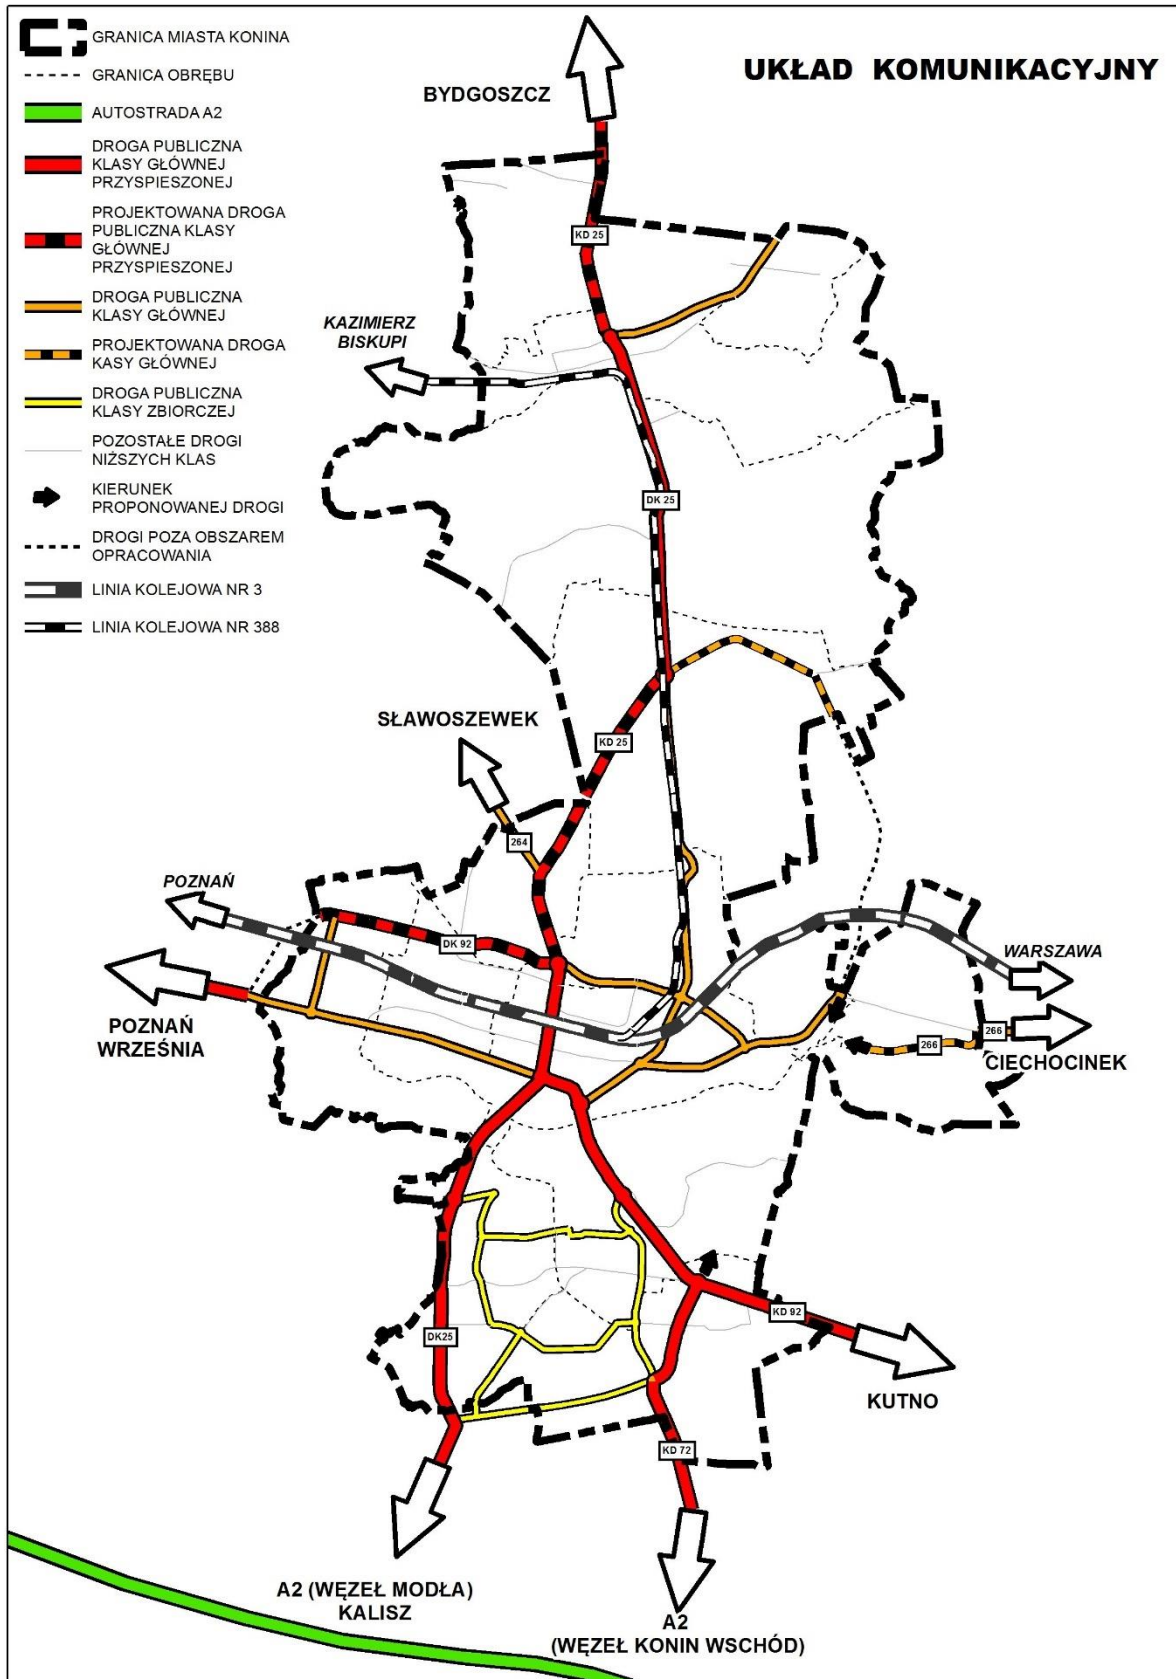 UKŁAD KOMUNIKACYJNY
GRANICA MIASTA KONINA
GRANICA OBRĘBU
AUTOSTRADA A2
DROGA PUBLICZNA
KLASY GŁÓWNEJ
PRZYSPIESZONEJ
PROJEKTOWANA DROGA
PUBLICZNA KLASY
GŁÓWNEJ
PRZYSPIESZONEJ
DROGA PUBLICZNA
KLASY GŁÓWNEJ
PROJEKTOWANA DROGA
KASY GŁÓWNEJ
DROGA PUBLICZNA
KLASY ZBIORCZEJ
POZOSTAŁE DROGI
NIŻSZYCH KLAS
KIERUNEK
PROPONOWANEJ DROGI
DROGI POZA OBSZAREM
OPRACOWANIA
LINIA KOLEJOWA NR 3
LINIA KOLEJOWA NR 388
BYDGOSZCZ
KD 25
KAZIMIERZ
BISKUPI
DK 25
SŁAWOSZEWEK
KD 25
264
POZNAŃ
DK 92
WARSZAWA
POZNAŃ
WRZEŚNIA
266
266
CIECHOCINEK
KD 92
DK25
KUTNO
KD 72
A2 (WĘZEŁ MODŁA)
KALISZ
A2
(WĘZEŁ KONIN WSCHÓD)